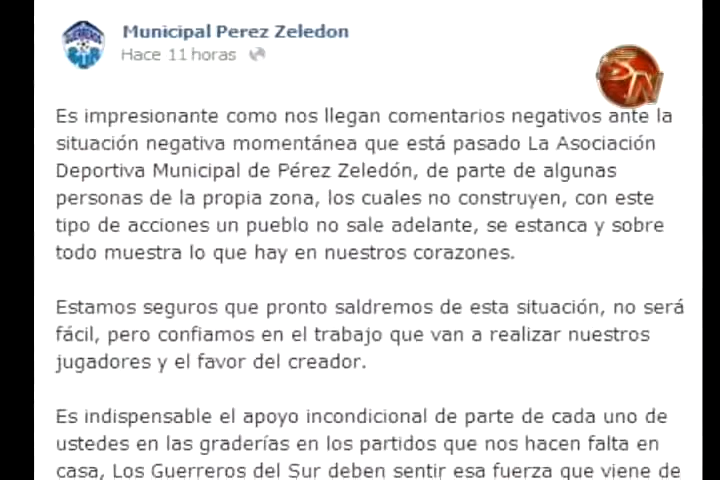 Municipal Perez Zeledon
Hace 11 horas
GUERREROS
SN
Es impresionante como nos llegan comentarios negativos ante la
situación negativa momentánea que está pasado La Asociación
Deportiva Municipal de Pérez Zeledón, de parte de algunas
personas de la propia zona, los cuales no construyen, con este
tipo de acciones un pueblo no sale adelante, se estanca y sobre
todo muestra lo que hay en nuestros corazones.
Estamos seguros que pronto saldremos de esta situación, no será
fácil, pero confiamos en el trabajo que van a realizar nuestros
jugadores y el favor del creador.
Es indispensable el apoyo incondicional de parte de cada uno de
ustedes en las graderías en los partidos que nos hacen falta en
casa, Los Guerreros del Sur deben sentir esa fuerza que viene de